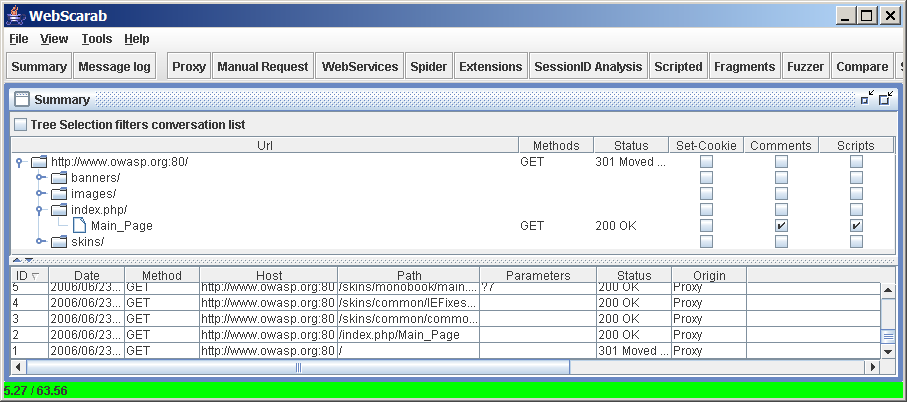 WebScarab
File View Tools Help
Summary Message log Proxy Manual Request WebServices Spider Extensions SessionID Analysis Scripted Fragments Fuzzer Compare
Summary
Tree Selection filters conversation list
Url Methods Status Set-Cookie Comments Scripts
http://www.owasp.org:80/ GET 301 Moved ...
banners/
images/
index.php/
Main_Page GET 200 OK
skins/
ID Date Method Host Path Parameters Status Origin
5 2006/06/23... GET http://www.owasp.org:80 /skins/monobook/main.... ?7 200 OK Proxy
4 2006/06/23... GET http://www.owasp.org:80 /skins/common/IEFixes... 200 OK Proxy
3 2006/06/23... GET http://www.owasp.org:80 /skins/common/commo... 200 OK Proxy
2 2006/06/23... GET http://www.owasp.org:80 /index.php/Main_Page 200 OK Proxy
1 2006/06/23... GET http://www.owasp.org:80 / 301 Moved ... Proxy
5.27 / 63.56